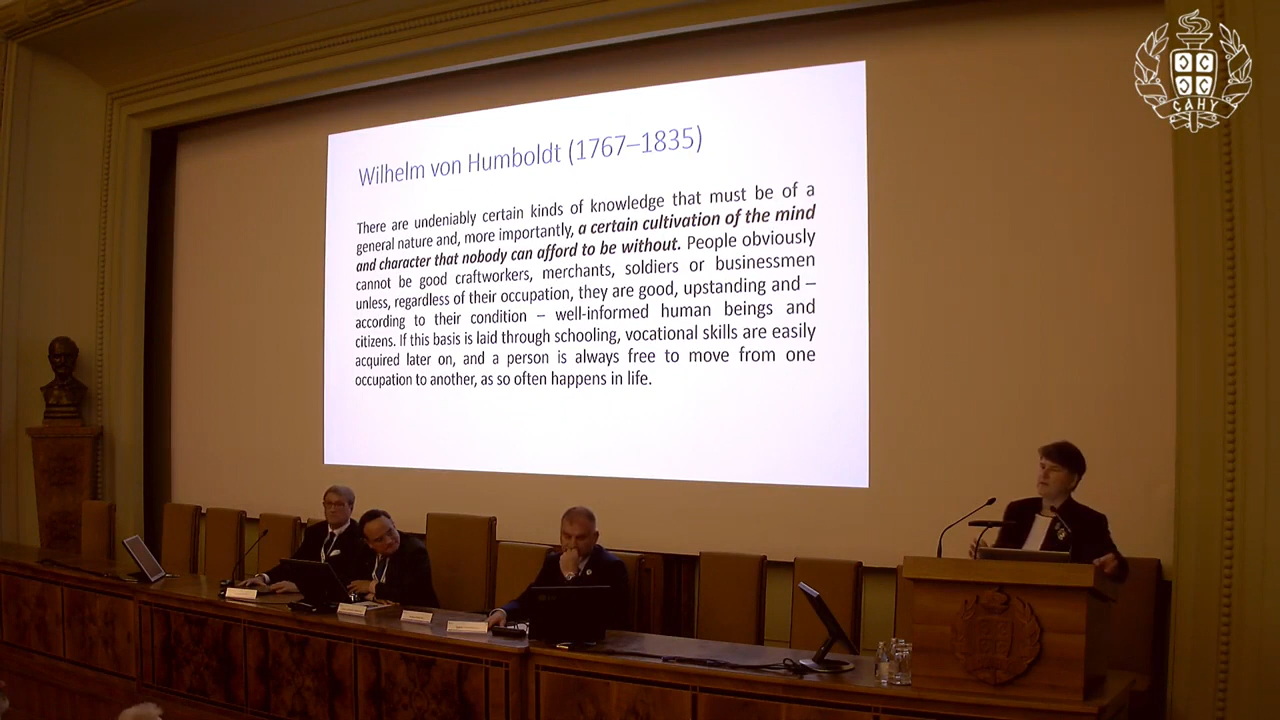 Wilhelm von Humboldt (1767–1835)
There are undeniably certain kinds of knowledge that must be of a
general nature and, more importantly, a certain cultivation of the mind
and character that nobody can afford to be without. People obviously
cannot be good craftworkers, merchants, soldiers or businessmen
unless, regardless of their occupation, they are good, upstanding and –
according to their condition – well-informed human beings and
citizens. If this basis is laid through schooling, vocational skills are easily
acquired later on, and a person is always free to move from one
occupation to another, as so often happens in life.
САНУ